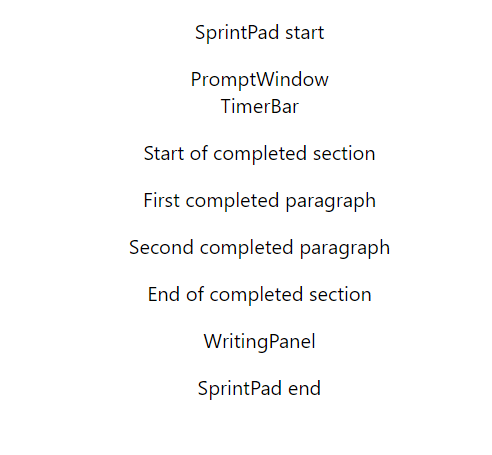 SprintPad start
PromptWindow
TimerBar
Start of completed section
First completed paragraph
Second completed paragraph
End of completed section
WritingPanel
SprintPad end